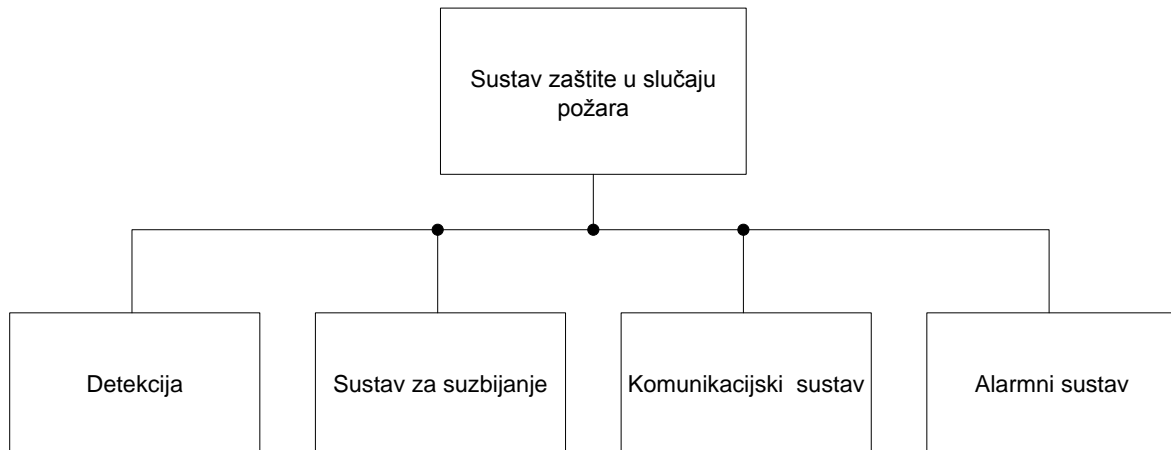 Sustav zaštite u slučaju
požara
Detekcija
Sustav za suzbijanje
Komunikacijski  sustav
Alarmni sustav